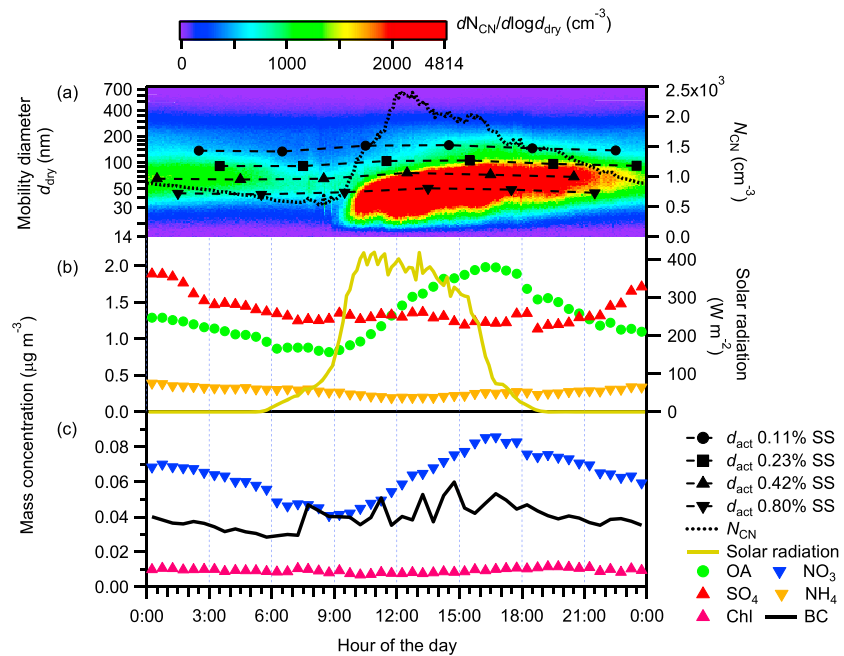 dN_CN/dlogd_dry (cm⁻³)
0 1000 2000 4814
(a)
Mobility diameter
d_dry (nm)
700
400
200
100
50
30
14
2.5x10³
2.0
1.5
1.0
0.5
0.0
N_CN (cm⁻³)
(b)
2.0
1.5
1.0
0.5
0.0
400
300
200
100
0
Solar radiation
(W m⁻²)
Mass concentration (μg m⁻³)
(c)
0.08
0.06
0.04
0.02
0.00
0:00 3:00 6:00 9:00 12:00 15:00 18:00 21:00 0:00
Hour of the day
d_act 0.11% SS
d_act 0.23% SS
d_act 0.42% SS
d_act 0.80% SS
N_CN
Solar radiation
OA NO₃
SO₄ NH₄
Chl BC